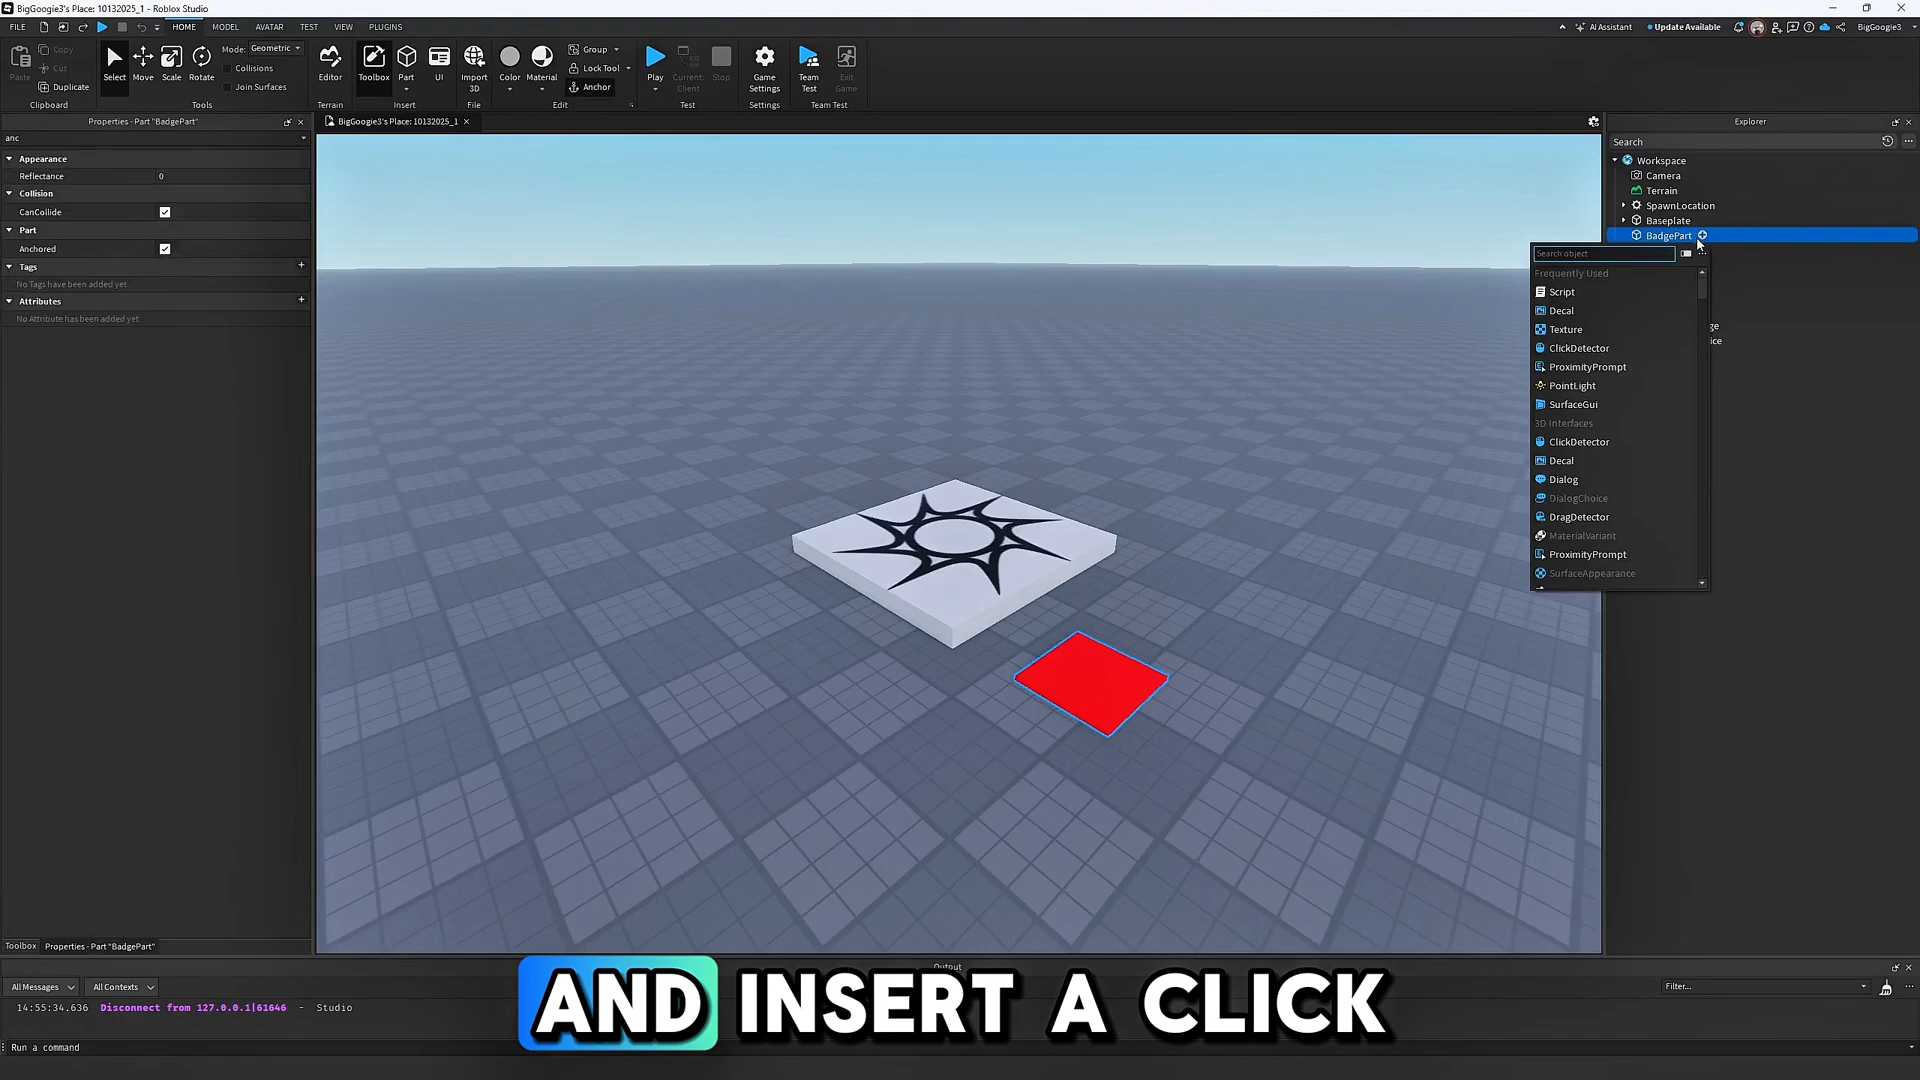 BigGoogie3's Place: 10132025_1 - Roblox Studio
FILE
HOME
MODEL
AVATAR
TEST
VIEW
PLUGINS
AI Assistant
Update Available
BigGoogie3
Paste
Copy
Cut
Duplicate
Clipboard
Select
Move
Scale
Rotate
Mode: Geometric
Collisions
Join Surfaces
Tools
Editor
Terrain
Toolbox
Part
UI
Insert
Import 3D
File
Color
Material
Group
Lock Tool
Anchor
Edit
Play
Current: Client
Stop
Test
Game Settings
Settings
Team Test
Exit Game
Team Test
Properties - Part "BadgePart"
anc
Appearance
Reflectance 0
Collision
CanCollide
Part
Anchored
Tags
No Tags have been added yet
Attributes
No Attribute has been added yet
Toolbox
Properties - Part "BadgePart"
BigGoogie3's Place: 10132025_1
Explorer
Search
Workspace
Camera
Terrain
SpawnLocation
Baseplate
BadgePart
ge
ice
Search object
Frequently Used
Script
Decal
Texture
ClickDetector
ProximityPrompt
PointLight
SurfaceGui
3D Interfaces
ClickDetector
Decal
Dialog
DialogChoice
DragDetector
MaterialVariant
ProximityPrompt
SurfaceAppearance
Output
All Messages
All Contexts
Filter...
14:55:34.636 Disconnect from 127.0.0.1|61646 - Studio
Run a command
AND INSERT A CLICK